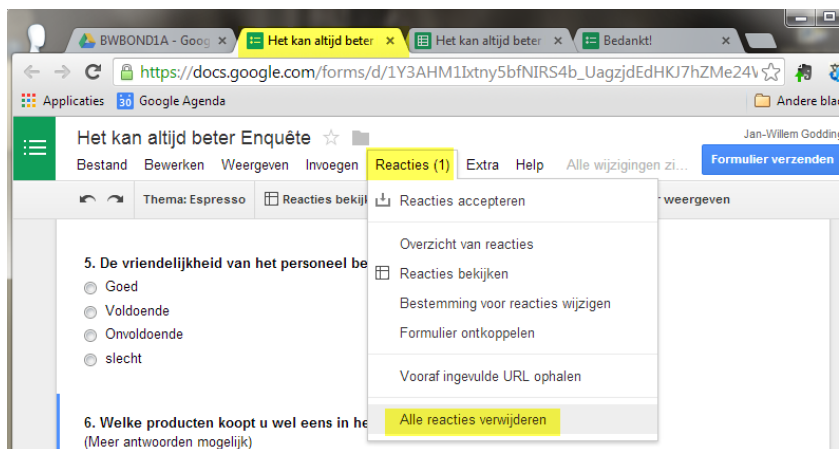 BWBOND1A - Goog
Het kan altijd beter
Het kan altijd beter
Bedankt!
https://docs.google.com/forms/d/1Y3AHM1Ixtny5bfNIRS4b_UagzjdEdHKJ7hZMe24V
Applicaties
30 Google Agenda
Andere bla
Het kan altijd beter Enquête
Jan-Willem Godding
Bestand Bewerken Weergeven Invoegen Reacties (1) Extra Help Alle wijzigingen zi...
Formulier verzenden
Thema: Espresso
Reacties bekij
weergeven
Reacties accepteren
Overzicht van reacties
Reacties bekijken
Bestemming voor reacties wijzigen
Formulier ontkoppelen
Vooraf ingevulde URL ophalen
Alle reacties verwijderen
5. De vriendelijkheid van het personeel be
Goed
Voldoende
Onvoldoende
slecht
6. Welke producten koopt u wel eens in he
(Meer antwoorden mogelijk)